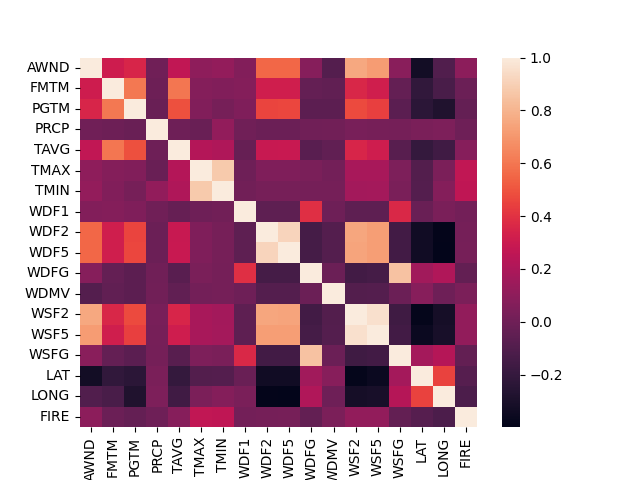 AWND
FMTM
PGTM
PRCP
TAVG
TMAX
TMIN
WDF1
WDF2
WDF5
WDFG
WDMV
WSF2
WSF5
WSFG
LAT
LONG
FIRE
AWND
FMTM
PGTM
PRCP
TAVG
TMAX
TMIN
WDF1
WDF2
WDF5
WDFG
WDMV
WSF2
WSF5
WSFG
LAT
LONG
FIRE
1.0
0.8
0.6
0.4
0.2
0.0
−0.2